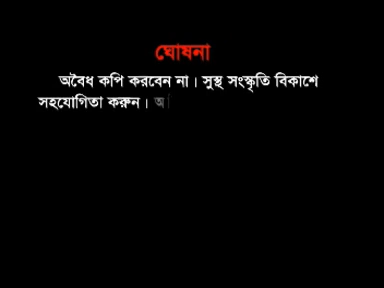 ঘোষনা
অবৈধ কপি করবেন না। সুস্থ সংস্কৃতি বিকাশে
সহযোগিতা করুন।